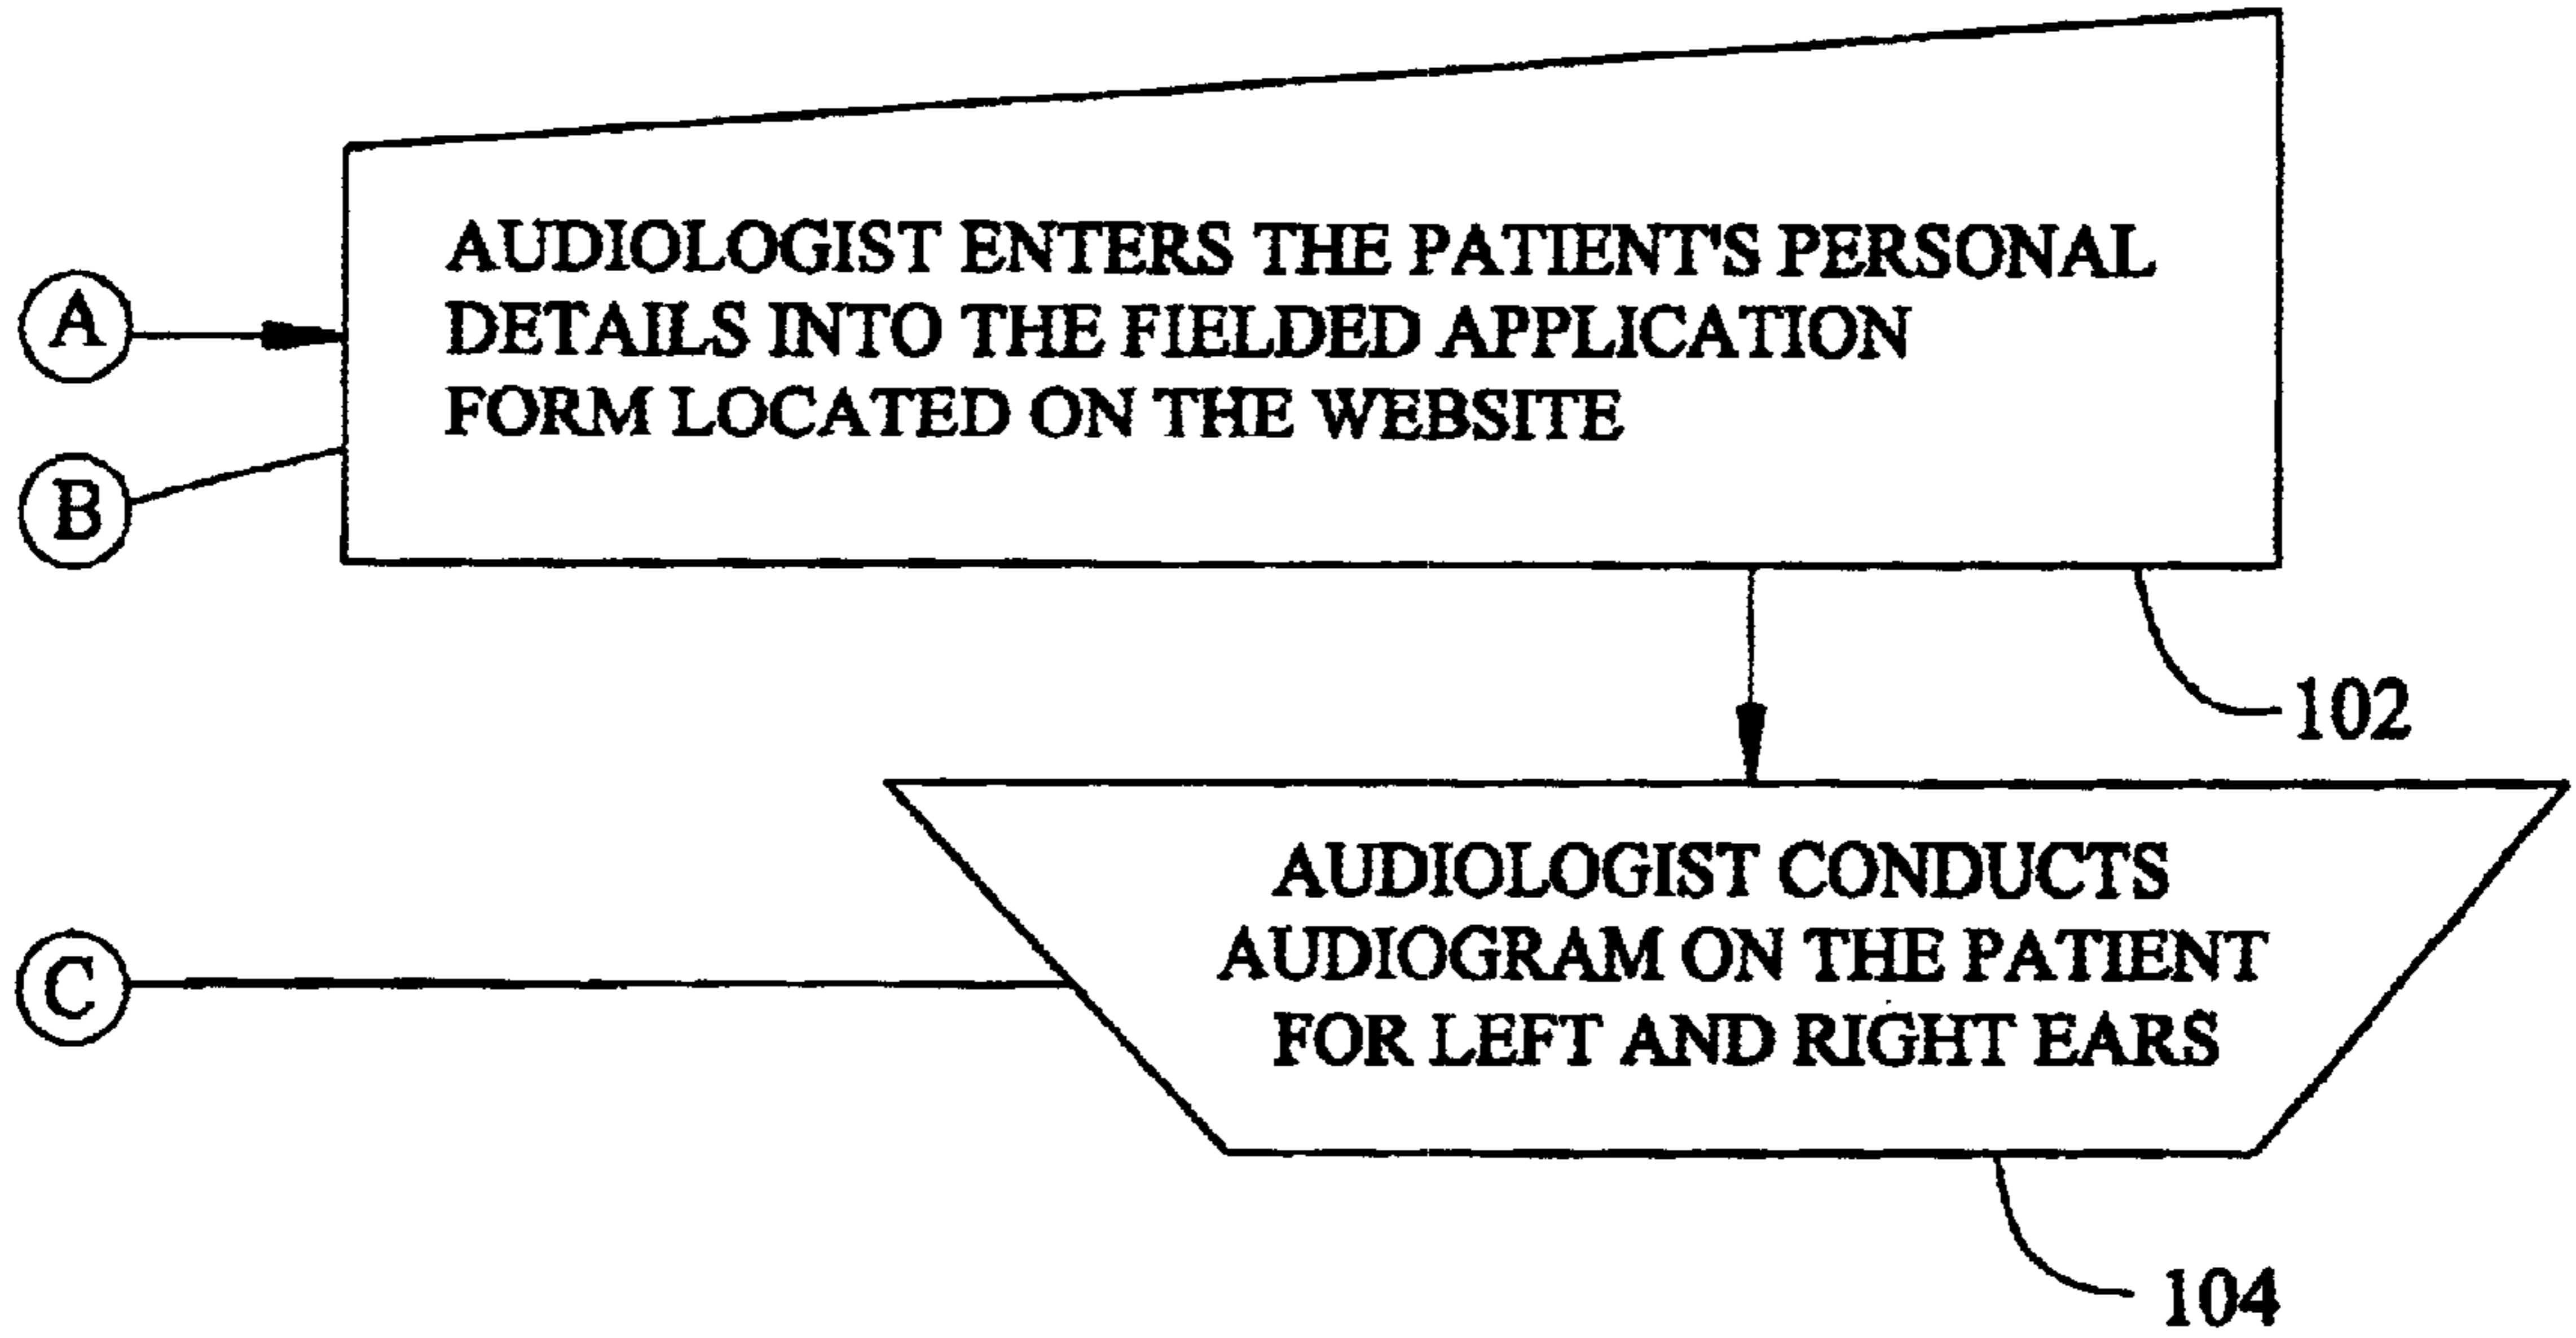 AUDIOLOGIST ENTERS THE PATIENT'S PERSONAL
DETAILS INTO THE FIELDED APPLICATION
FORM LOCATED ON THE WEBSITE
A
B
102
AUDIOLOGIST CONDUCTS
AUDIOGRAM ON THE PATIENT
FOR LEFT AND RIGHT EARS
C
104